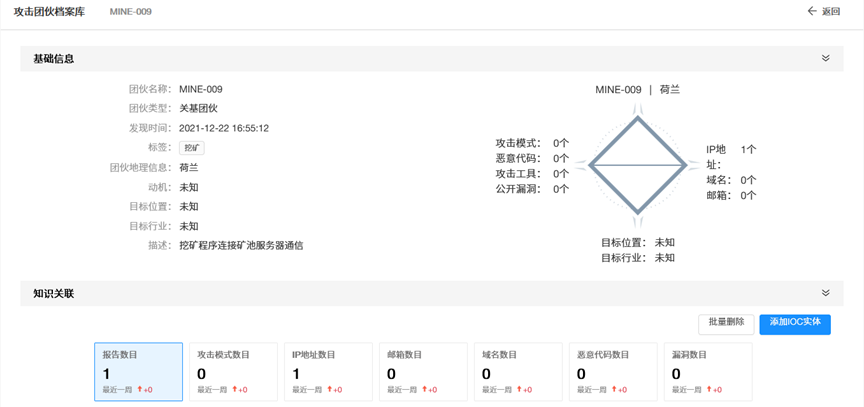 攻击团伙档案库 MINE-009 返回
基础信息
团伙名称： MINE-009
团伙类型： 关基团伙
发现时间： 2021-12-22 16:55:12
标签： 挖矿
团伙地理信息： 荷兰
动机： 未知
目标位置： 未知
目标行业： 未知
描述： 挖矿程序连接矿池服务器通信
MINE-009 | 荷兰
攻击模式： 0个
恶意代码： 0个
攻击工具： 0个
公开漏洞： 0个
IP地址： 1个
域名： 0个
邮箱： 0个
目标位置： 未知
目标行业： 未知
知识关联
批量删除 添加IOC实体
报告数目
1
最近一周 +0
攻击模式数目
0
最近一周 +0
IP地址数目
1
最近一周 +0
邮箱数目
0
最近一周 +0
域名数目
0
最近一周 +0
恶意代码数目
0
最近一周 +0
漏洞数目
0
最近一周 +0